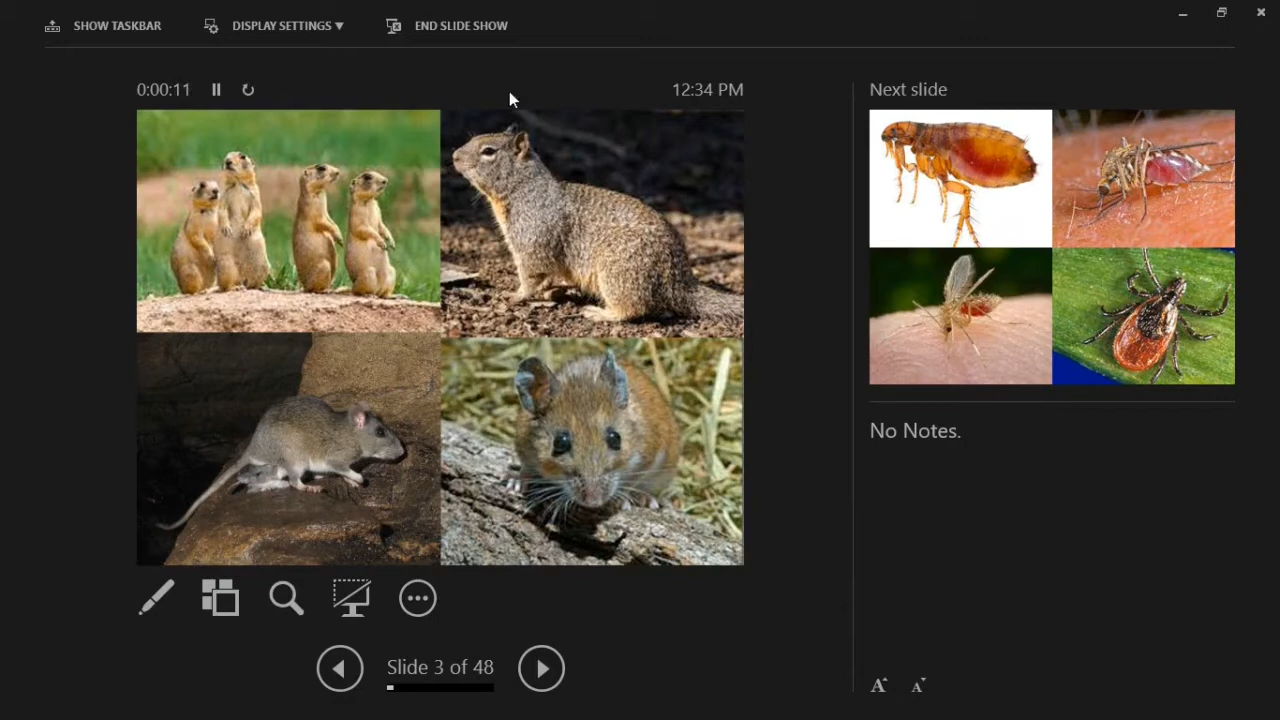 SHOW TASKBAR
DISPLAY SETTINGS ▼
END SLIDE SHOW
0:00:11
12:34 PM
Next slide
No Notes.
Slide 3 of 48
A A